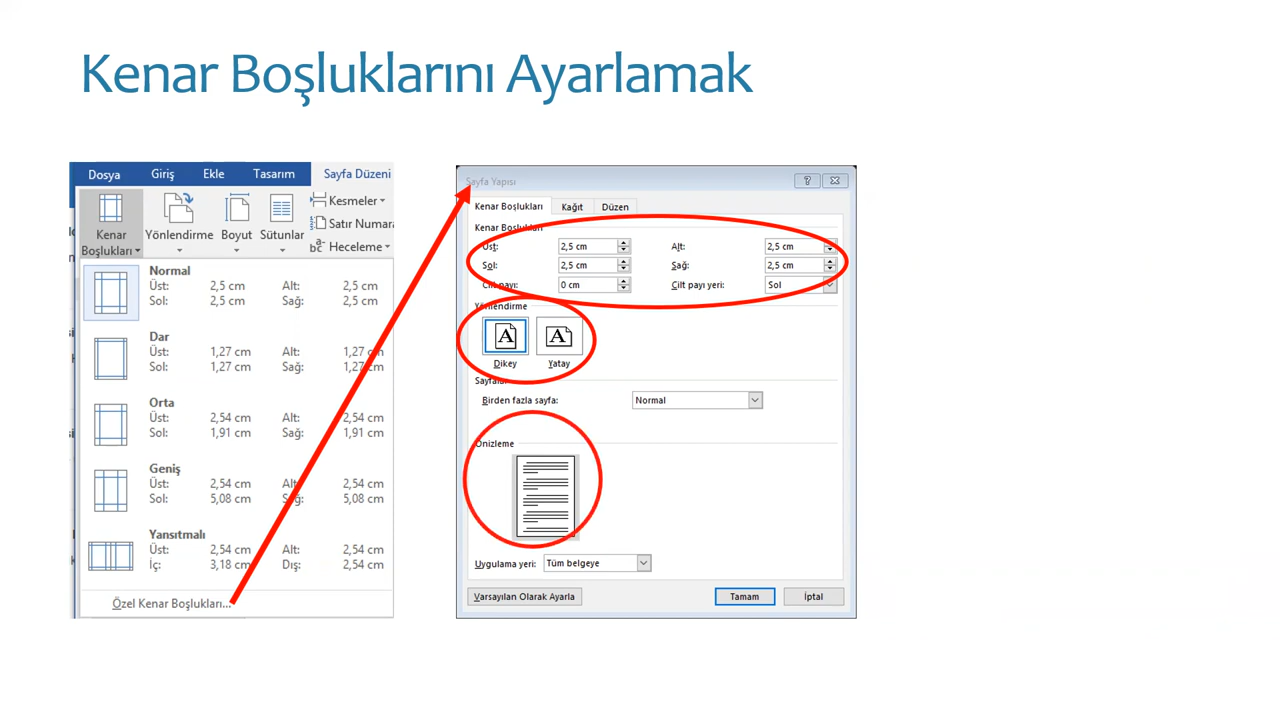 Kenar Boşluklarını Ayarlamak
Dosya Giriş Ekle Tasarım Sayfa Düzeni
Kenar Boşlukları
Yönlendirme
Boyut
Sütunlar
Kesmeler
Satır Numara
Heceleme
Normal
Üst: 2,5 cm Alt: 2,5 cm
Sol: 2,5 cm Sağ: 2,5 cm
Dar
Üst: 1,27 cm Alt: 1,27 cm
Sol: 1,27 cm Sağ: 1,27 cm
Orta
Üst: 2,54 cm Alt: 2,54 cm
Sol: 1,91 cm Sağ: 1,91 cm
Geniş
Üst: 2,54 cm Alt: 2,54 cm
Sol: 5,08 cm Sağ: 5,08 cm
Yansıtmalı
Üst: 2,54 cm Alt: 2,54 cm
İç: 3,18 cm Dış: 2,54 cm
Özel Kenar Boşlukları...
Sayfa Yapısı
Kenar Boşlukları Kağıt Düzen
Kenar Boşlukları
Üst: 2,5 cm Alt: 2,5 cm
Sol: 2,5 cm Sağ: 2,5 cm
Cilt payı: 0 cm Cilt payı yeri: Sol
Yönlendirme
A A
Dikey Yatay
Sayfalar
Birden fazla sayfa: Normal
Önizleme
Uygulama yeri: Tüm belgeye
Varsayılan Olarak Ayarla Tamam İptal